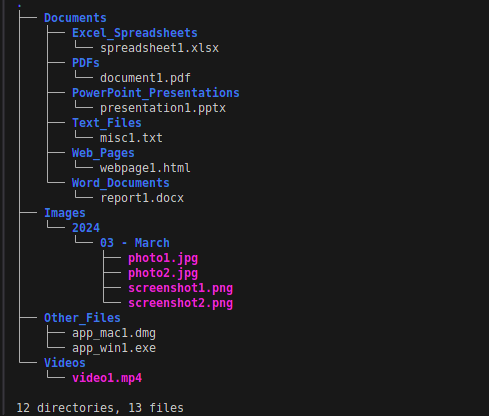 .
├── Documents
│   ├── Excel_Spreadsheets
│   │   └── spreadsheet1.xlsx
│   ├── PDFs
│   │   └── document1.pdf
│   ├── PowerPoint_Presentations
│   │   └── presentation1.pptx
│   ├── Text_Files
│   │   └── misc1.txt
│   ├── Web_Pages
│   │   └── webpage1.html
│   └── Word_Documents
│       └── report1.docx
├── Images
│   └── 2024
│       └── 03 - March
│           ├── photo1.jpg
│           ├── photo2.jpg
│           ├── screenshot1.png
│           └── screenshot2.png
├── Other_Files
│   ├── app_mac1.dmg
│   └── app_win1.exe
└── Videos
    └── video1.mp4
12 directories, 13 files